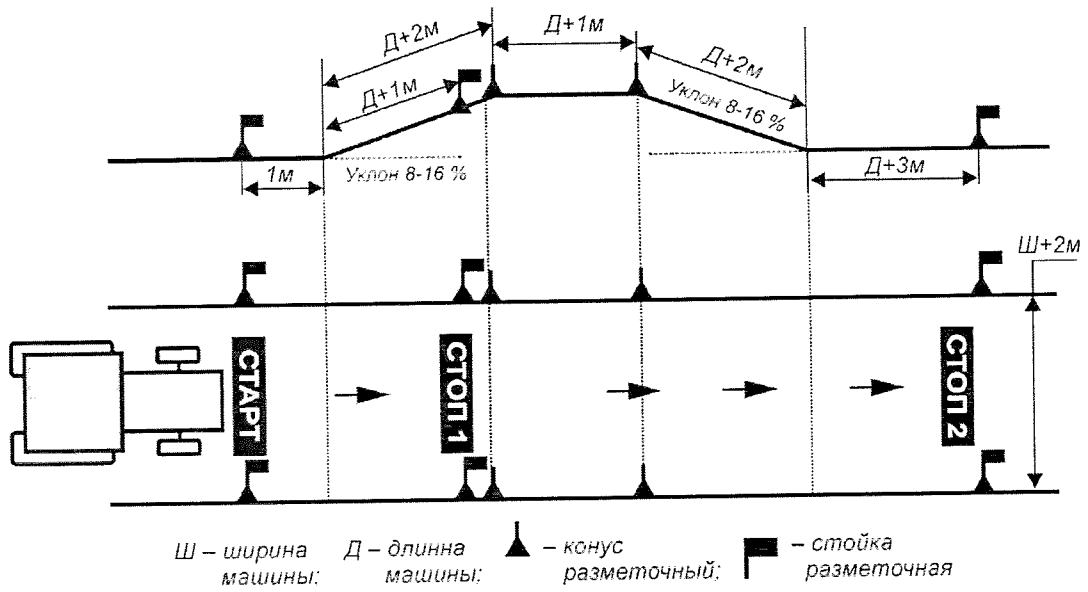 Д+2м
Д+1м
Д+2м
Д+1м
Уклон 8-16 %
1м
Уклон 8-16 %
Д+3м
Ш+2м
СТАРТ
СТОП 1
СТОП 2
Ш – ширина
машины;
Д – длинна
машины;
– конус
разметочный;
– стойка
разметочная